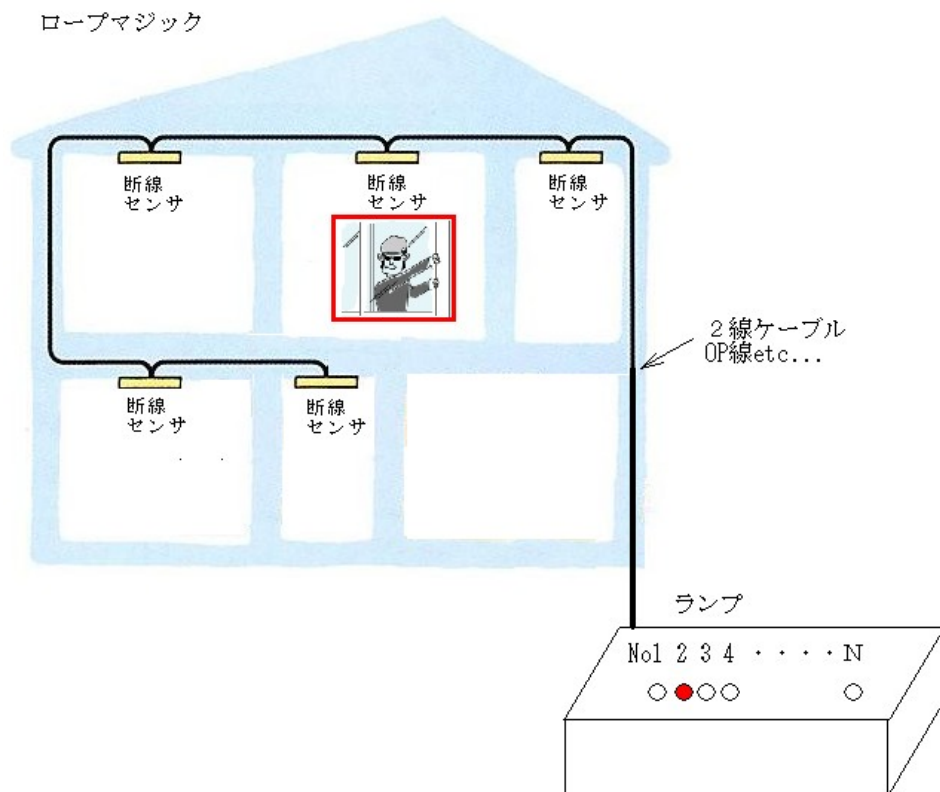 ロープマジック
断線
センサ
断線
センサ
断線
センサ
２線ケーブル
OP線etc...
断線
センサ
断線
センサ
ランプ
No1 2 3 4 ・・・・N